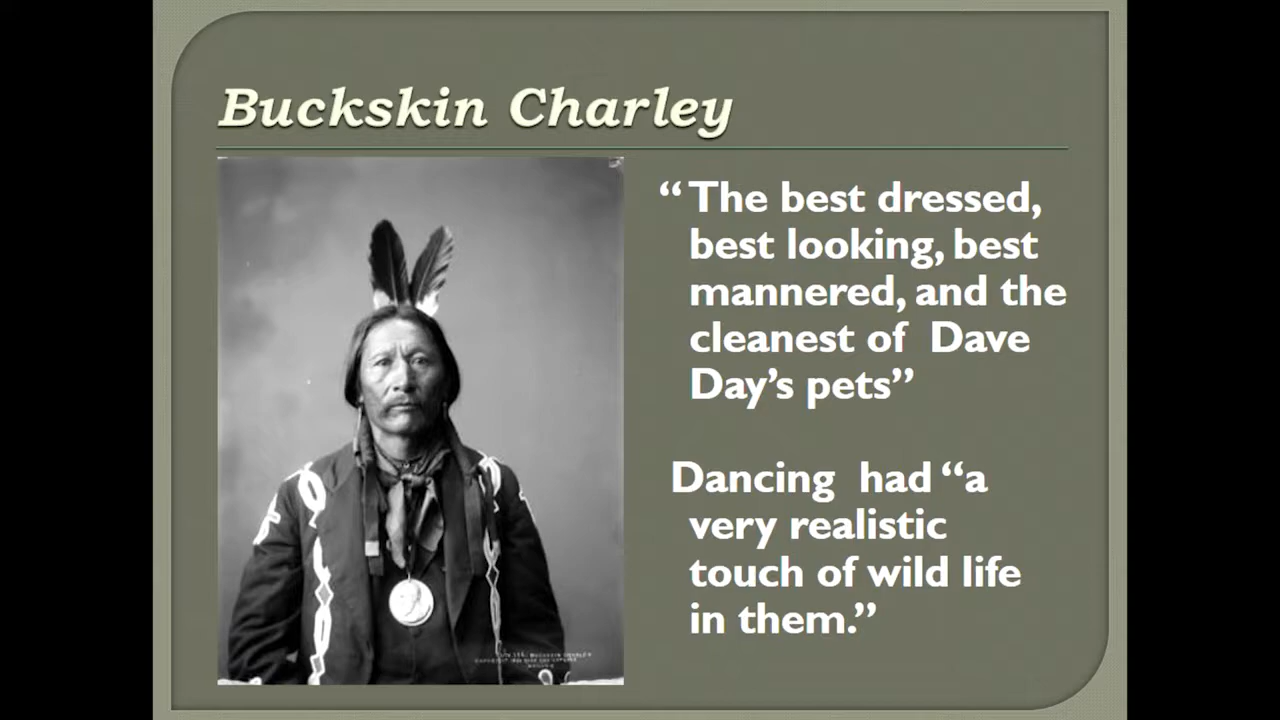 Buckskin Charley
“ The best dressed,
best looking, best
mannered, and the
cleanest of Dave
Day’s pets”
Dancing had “a
very realistic
touch of wild life
in them.”